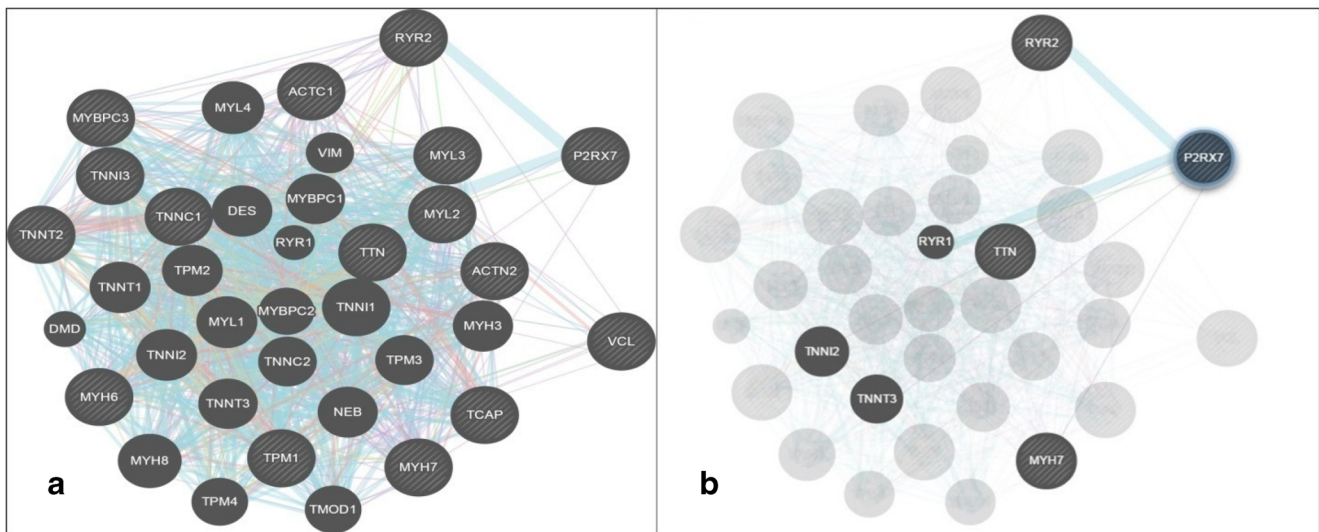 RYR2
ACTC1
MYL4
MYBPC3
VIM
MYL3
P2RX7
TNNI3
MYBPC1
DES
TNNC1
MYL2
TNNT2
RYR1
TTN
TPM2
ACTN2
TNNT1
MYBPC2
TNNI1
MYL1
MYH3
DMD
VCL
TNNI2
TNNC2
TPM3
MYH6
TNNT3
NEB
TCAP
MYH8
TPM1
MYH7
TPM4
TMOD1
a
RYR2
P2RX7
RYR1
TTN
TNNI2
TNNT3
MYH7
b